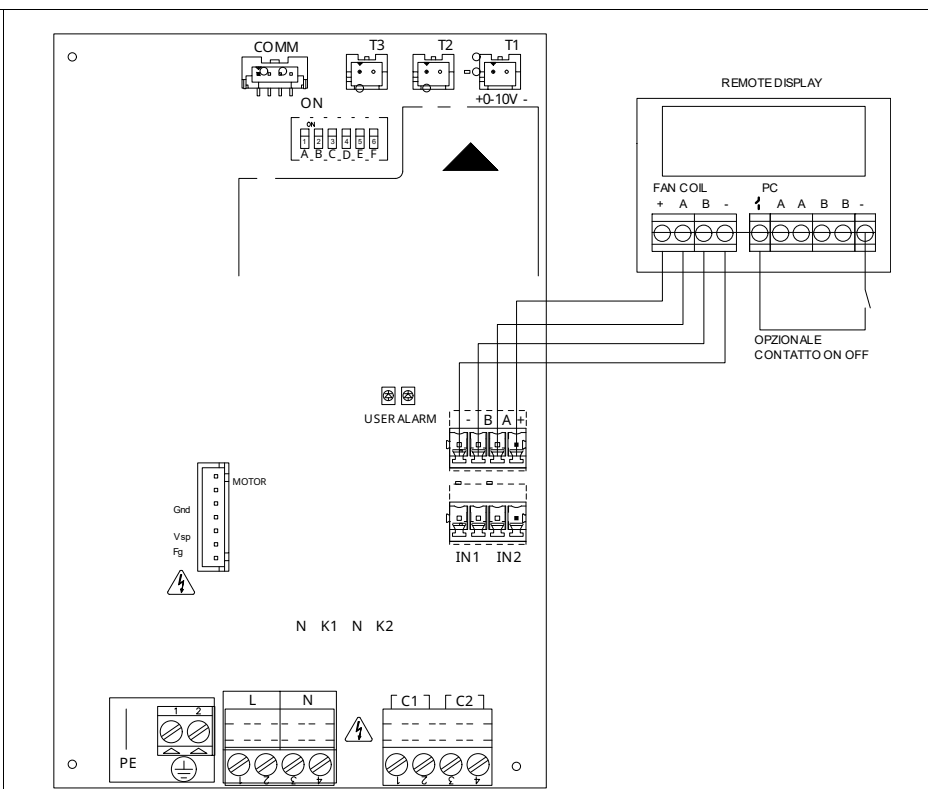 COMM T3 T2 T1
ON +0-10V -
ON
1 2 3 4 5 6
A B C D E F
REMOTE DISPLAY
FAN COIL PC
+ A B - A A B B -
OPZIONALE
CONTATTO ON OFF
USER ALARM
- B A +
MOTOR
Gnd
Vsp
Fg
IN1 IN2
N K1 N K2
L N C1 C2
1 2
PE
1 2 3 4 1 2 3 4